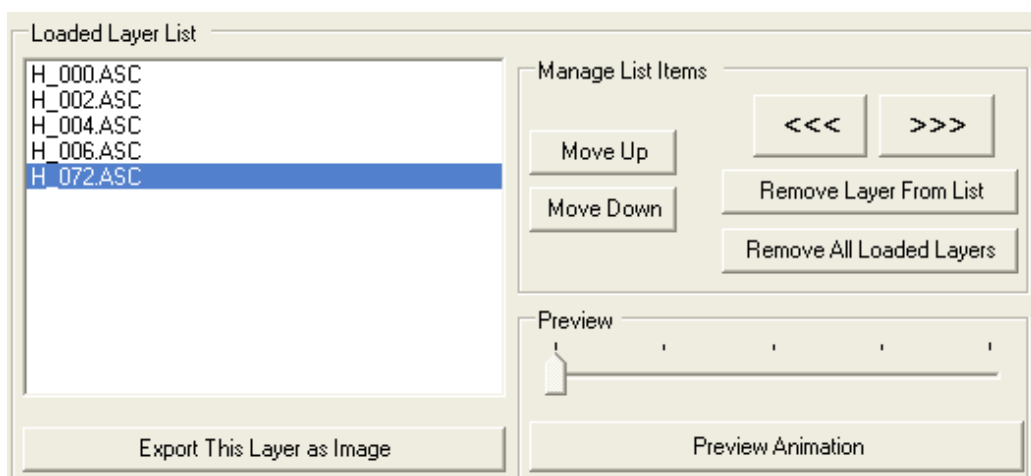 Loaded Layer List
H_000.ASC
H_002.ASC
H_004.ASC
H_006.ASC
H_072.ASC
Export This Layer as Image
Manage List Items
<<<
>>>
Move Up
Move Down
Remove Layer From List
Remove All Loaded Layers
Preview
Preview Animation